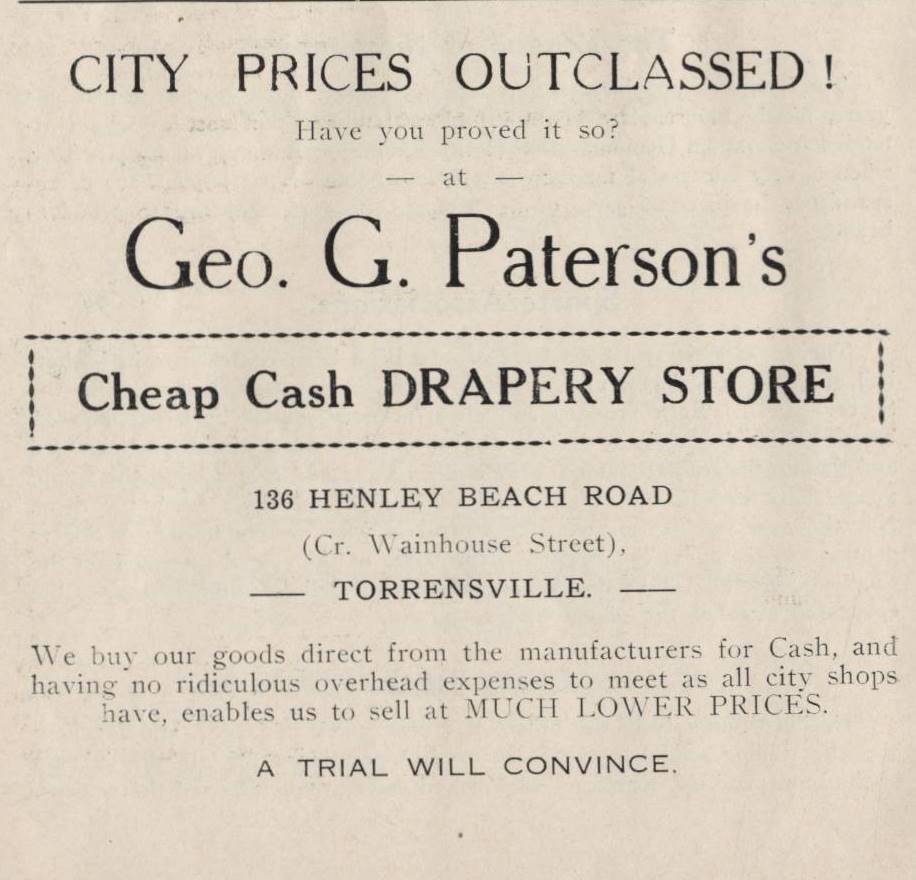 CITY PRICES OUTCLASSED!
Have you proved it so?
— at —
Geo. G. Paterson's
Cheap Cash DRAPERY STORE
136 HENLEY BEACH ROAD
(Cr. Wainhouse Street),
—— TORRENSVILLE. ——
We buy our goods direct from the manufacturers for Cash, and
having no ridiculous overhead expenses to meet as all city shops
have, enables us to sell at MUCH LOWER PRICES.
A TRIAL WILL CONVINCE.